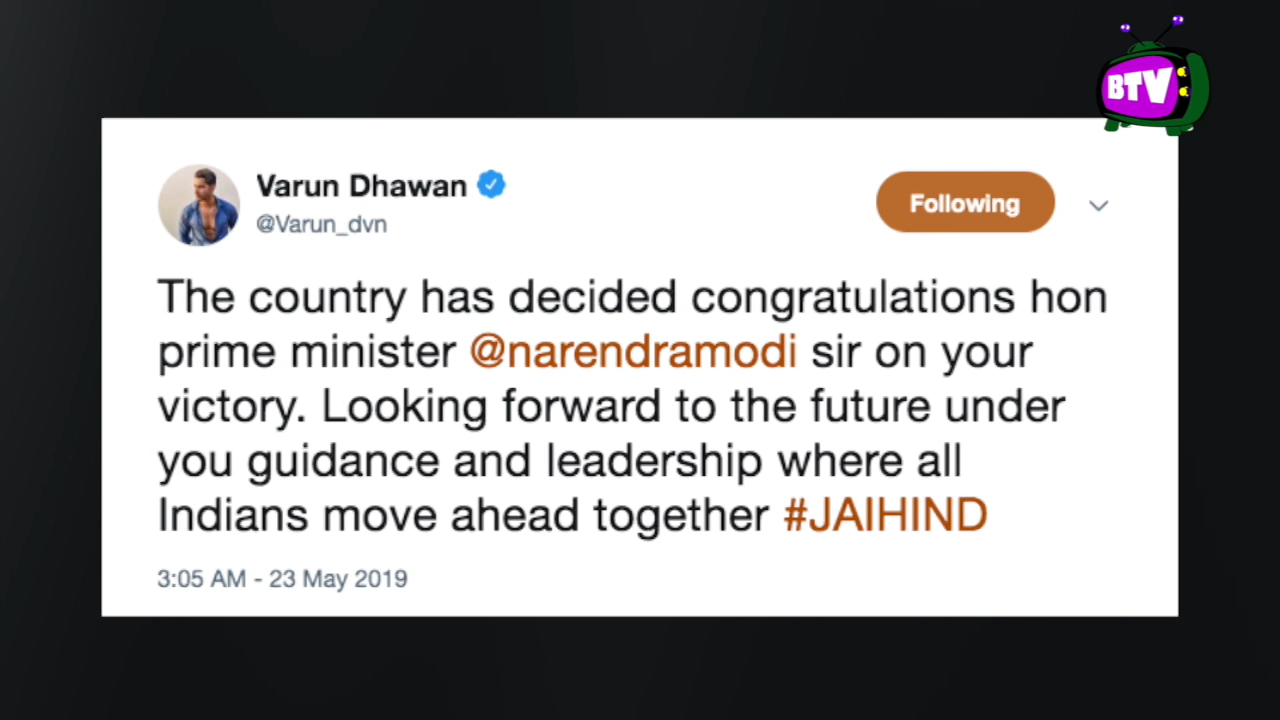 BTV
Varun Dhawan
@Varun_dvn
Following
The country has decided congratulations hon
prime minister @narendramodi sir on your
victory. Looking forward to the future under
you guidance and leadership where all
Indians move ahead together #JAIHIND
3:05 AM - 23 May 2019